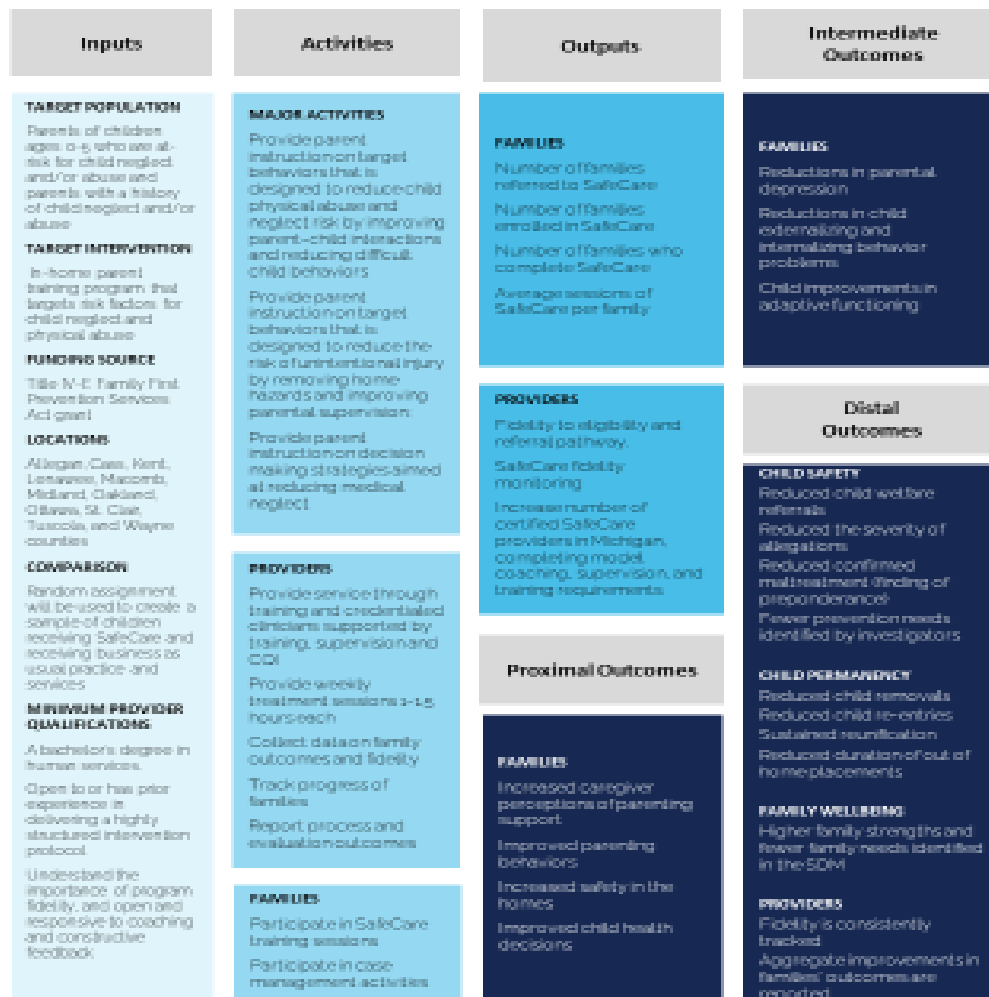 Inputs
TARGET POPULATION
Parents of children
ages 0-5 who are at-
risk for child neglect
and/or abuse and
parents with a history
of child neglect and/or
abuse
TARGET INTERVENTION
In-home parent
training program that
targets risk factors for
child neglect and
physical abuse
FUNDING SOURCE
Title IV-E Family First
Prevention Services
Act grant
LOCATIONS
Allegan, Cass, Kent,
Lenawee, Macomb,
Midland, Oakland,
Ottawa, St. Clair,
Tuscola, and Wayne
counties
COMPARISON
Random assignment
will be used to create a
sample of children
receiving SafeCare and
receiving business as
usual practice and
services
MINIMUM PROVIDER
QUALIFICATIONS
A bachelor's degree in
human services.
Open to or has prior
experience in
delivering a highly
structured intervention
protocol.
Understand the
importance of program
fidelity, and open and
responsive to coaching
and constructive
feedback
Activities
MAJOR ACTIVITIES
Provide parent
instruction on target
behaviors that is
designed to reduce child
physical abuse and
neglect risk by improving
parent-child interactions
and reducing difficult
child behaviors
Provide parent
instruction on target
behaviors that is
designed to reduce the
risk of unintentional injury
by removing home
hazards and improving
parental supervision
Provide parent
instruction on decision
making strategies aimed
at reducing medical
neglect
PROVIDERS
Provide service through
training and credentialed
clinicians supported by
training, supervision and
CQI
Provide weekly
treatment sessions 1-1.5
hours each
Collect data on family
outcomes and fidelity
Track progress of
families
Report process and
evaluation outcomes
FAMILIES
Participate in SafeCare
training sessions
Participate in case
management activities
Outputs
FAMILIES
Number of families
referred to SafeCare
Number of families
enrolled in SafeCare
Number of families who
complete SafeCare
Average sessions of
SafeCare per family
PROVIDERS
Fidelity to eligibility and
referral pathway.
SafeCare fidelity
monitoring
Increase number of
certified SafeCare
providers in Michigan,
completing model
coaching, supervision, and
training requirements
Proximal Outcomes
FAMILIES
Increased caregiver
perceptions of parenting
support
Improved parenting
behaviors
Increased safety in the
homes
Improved child health
decisions
Intermediate
Outcomes
FAMILIES
Reductions in parental
depression
Reductions in child
externalizing and
internalizing behavior
problems
Child improvements in
adaptive functioning
Distal
Outcomes
CHILD SAFETY
Reduced child welfare
referrals
Reduced the severity of
allegations
Reduced confirmed
maltreatment (finding of
preponderance)
Fewer prevention needs
identified by investigators
CHILD PERMANENCY
Reduced child removals
Reduced child re-entries
Sustained reunification
Reduced duration of out of
home placements
FAMILY WELLBEING
Higher family strengths and
fewer family needs identified
in the SDM
PROVIDERS
Fidelity is consistently
tracked
Aggregate improvements in
families' outcomes are
reported